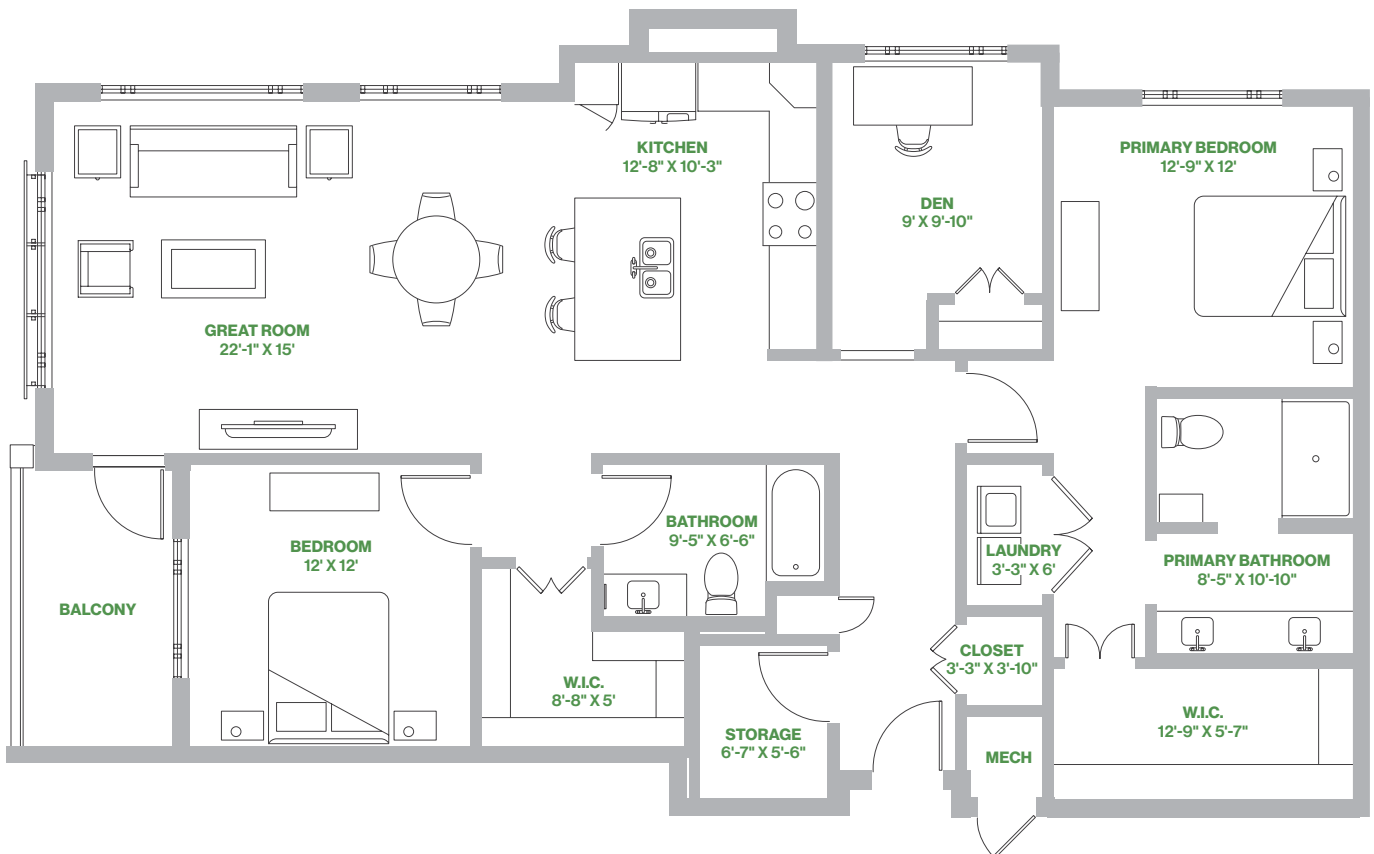 KITCHEN
12'-8" X 10'-3"
PRIMARY BEDROOM
12'-9" X 12'
DEN
9' X 9'-10"
GREAT ROOM
22'-1" X 15'
BATHROOM
9'-5" X 6'-6"
BEDROOM
12' X 12'
LAUNDRY
3'-3" X 6'
PRIMARY BATHROOM
8'-5" X 10'-10"
BALCONY
CLOSET
3'-3" X 3'-10"
W.I.C.
8'-8" X 5'
W.I.C.
12'-9" X 5'-7"
STORAGE
6'-7" X 5'-6"
MECH